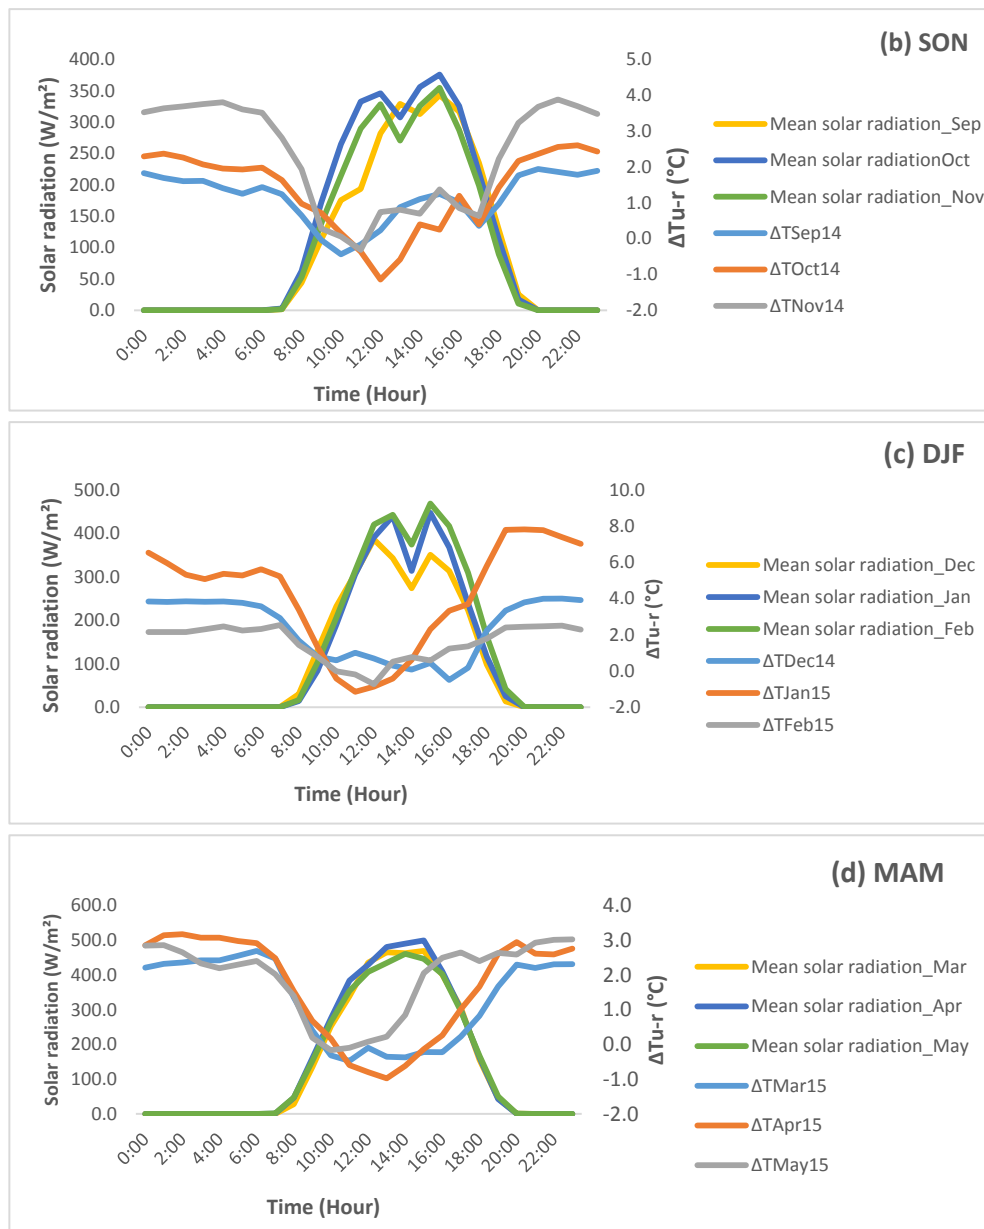 (b) SON
Solar radiation (W/m²)
400.0
350.0
300.0
250.0
200.0
150.0
100.0
50.0
0.0
5.0
4.0
3.0
2.0
1.0
0.0
-1.0
-2.0
ΔTu-r (°C)
0:00
2:00
4:00
6:00
8:00
10:00
12:00
14:00
16:00
18:00
20:00
22:00
Time (Hour)
Mean solar radiation_Sep
Mean solar radiationOct
Mean solar radiation_Nov
ΔTSep14
ΔTOct14
ΔTNov14
(c) DJF
Solar radiation (W/m²)
500.0
400.0
300.0
200.0
100.0
0.0
10.0
8.0
6.0
4.0
2.0
0.0
-2.0
ΔTu-r (°C)
0:00
2:00
4:00
6:00
8:00
10:00
12:00
14:00
16:00
18:00
20:00
22:00
Time (Hour)
Mean solar radiation_Dec
Mean solar radiation_Jan
Mean solar radiation_Feb
ΔTDec14
ΔTJan15
ΔTFeb15
(d) MAM
Solar radiation (W/m²)
600.0
500.0
400.0
300.0
200.0
100.0
0.0
4.0
3.0
2.0
1.0
0.0
-1.0
-2.0
ΔTu-r (°C)
0:00
2:00
4:00
6:00
8:00
10:00
12:00
14:00
16:00
18:00
20:00
22:00
Time (Hour)
Mean solar radiation_Mar
Mean solar radiation_Apr
Mean solar radiation_May
ΔTMar15
ΔTApr15
ΔTMay15